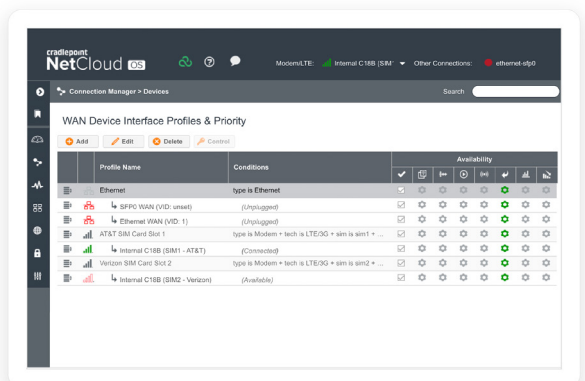 cradlepoint
NetCloud OS
Modem/LTE: Internal C18B (SIM' Other Connections: ethernet-sfp0
Connection Manager > Devices Search
WAN Device Interface Profiles & Priority
Add Edit Delete Control
Availability
Profile Name Conditions
Ethernet type is Ethernet
SFP0 WAN (VID: unset) (Unplugged)
Ethernet WAN (VID: 1) (Unplugged)
AT&T SIM Card Slot 1 type is Modem + tech is LTE/3G + sim is sim1 + ...
Internal C18B (SIM1 - AT&T) (Connected)
Verizon SIM Card Slot 2 type is Modem + tech is LTE/3G + sim is sim2 + ...
Internal C18B (SIM2 - Verizon) (Available)